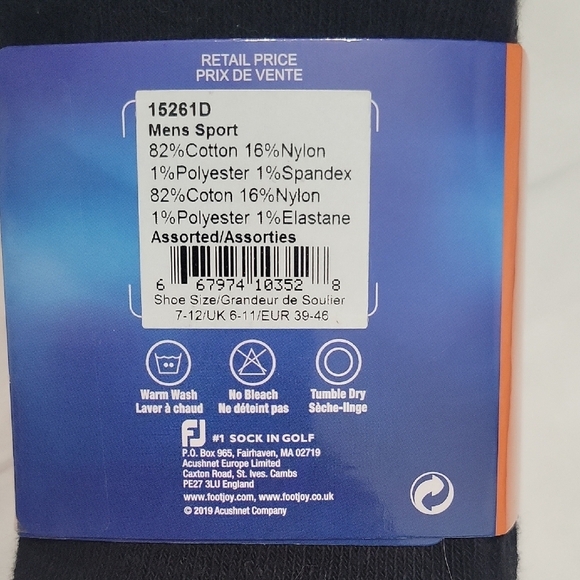 RETAIL PRICE
PRIX DE VENTE
15261D
Mens Sport
82%Cotton 16%Nylon
1%Polyester 1%Spandex
82%Coton 16%Nylon
1%Polyester 1%Elastane
Assorted/Assorties
6 67974 10352 8
Shoe Size/Grandeur de Soulier
7-12/UK 6-11/EUR 39-46
Warm Wash No Bleach Tumble Dry
Laver à chaud Ne déteint pas Sèche-linge
FJ #1 SOCK IN GOLF
P.O. Box 965, Fairhaven, MA 02719
Acushnet Europe Limited
Caxton Road, St. Ives. Cambs
PE27 3LU England
www.footjoy.com, www.footjoy.co.uk
© 2019 Acushnet Company